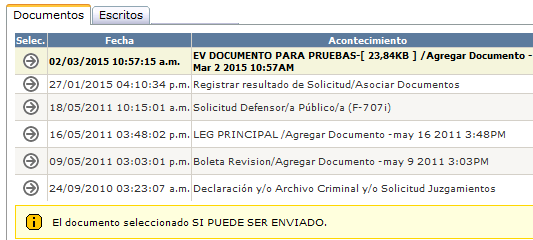 Documentos Escritos
Selec. Fecha Acontecimiento
02/03/2015 10:57:15 a.m. EV DOCUMENTO PARA PRUEBAS-[ 23,84KB ] /Agregar Documento -
Mar 2 2015 10:57AM
27/01/2015 04:10:34 p.m. Registrar resultado de Solicitud/Asociar Documentos
18/05/2011 10:15:01 a.m. Solicitud Defensor/a Público/a (F-707i)
16/05/2011 03:48:02 p.m. LEG PRINCIPAL /Agregar Documento -may 16 2011 3:48PM
09/05/2011 03:03:01 p.m. Boleta Revision/Agregar Documento -may 9 2011 3:03PM
24/09/2010 03:23:07 a.m. Declaración y/o Archivo Criminal y/o Solicitud Juzgamientos
El documento seleccionado SI PUEDE SER ENVIADO.